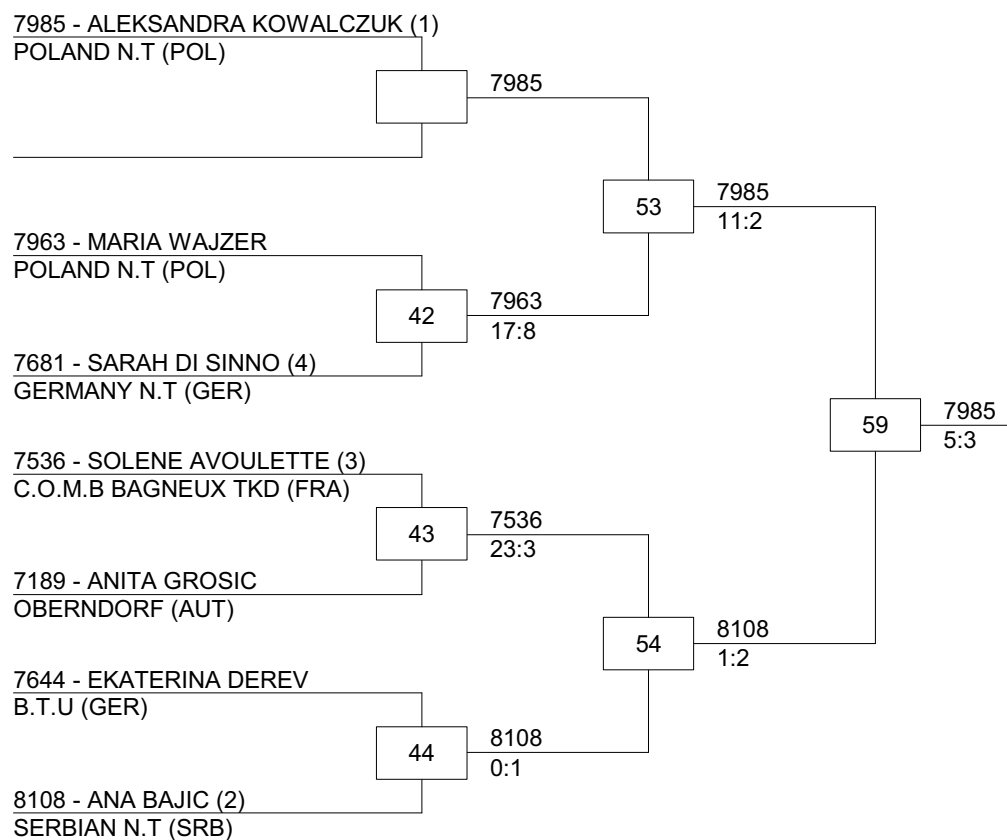 7985 - ALEKSANDRA KOWALCZUK (1)
POLAND N.T (POL)
7985
53
7985
11:2
7963 - MARIA WAJZER
POLAND N.T (POL)
42
7963
17:8
7681 - SARAH DI SINNO (4)
GERMANY N.T (GER)
59
7985
5:3
7536 - SOLENE AVOULETTE (3)
C.O.M.B BAGNEUX TKD (FRA)
43
7536
23:3
7189 - ANITA GROSIC
OBERNDORF (AUT)
54
8108
1:2
7644 - EKATERINA DEREV
B.T.U (GER)
44
8108
0:1
8108 - ANA BAJIC (2)
SERBIAN N.T (SRB)